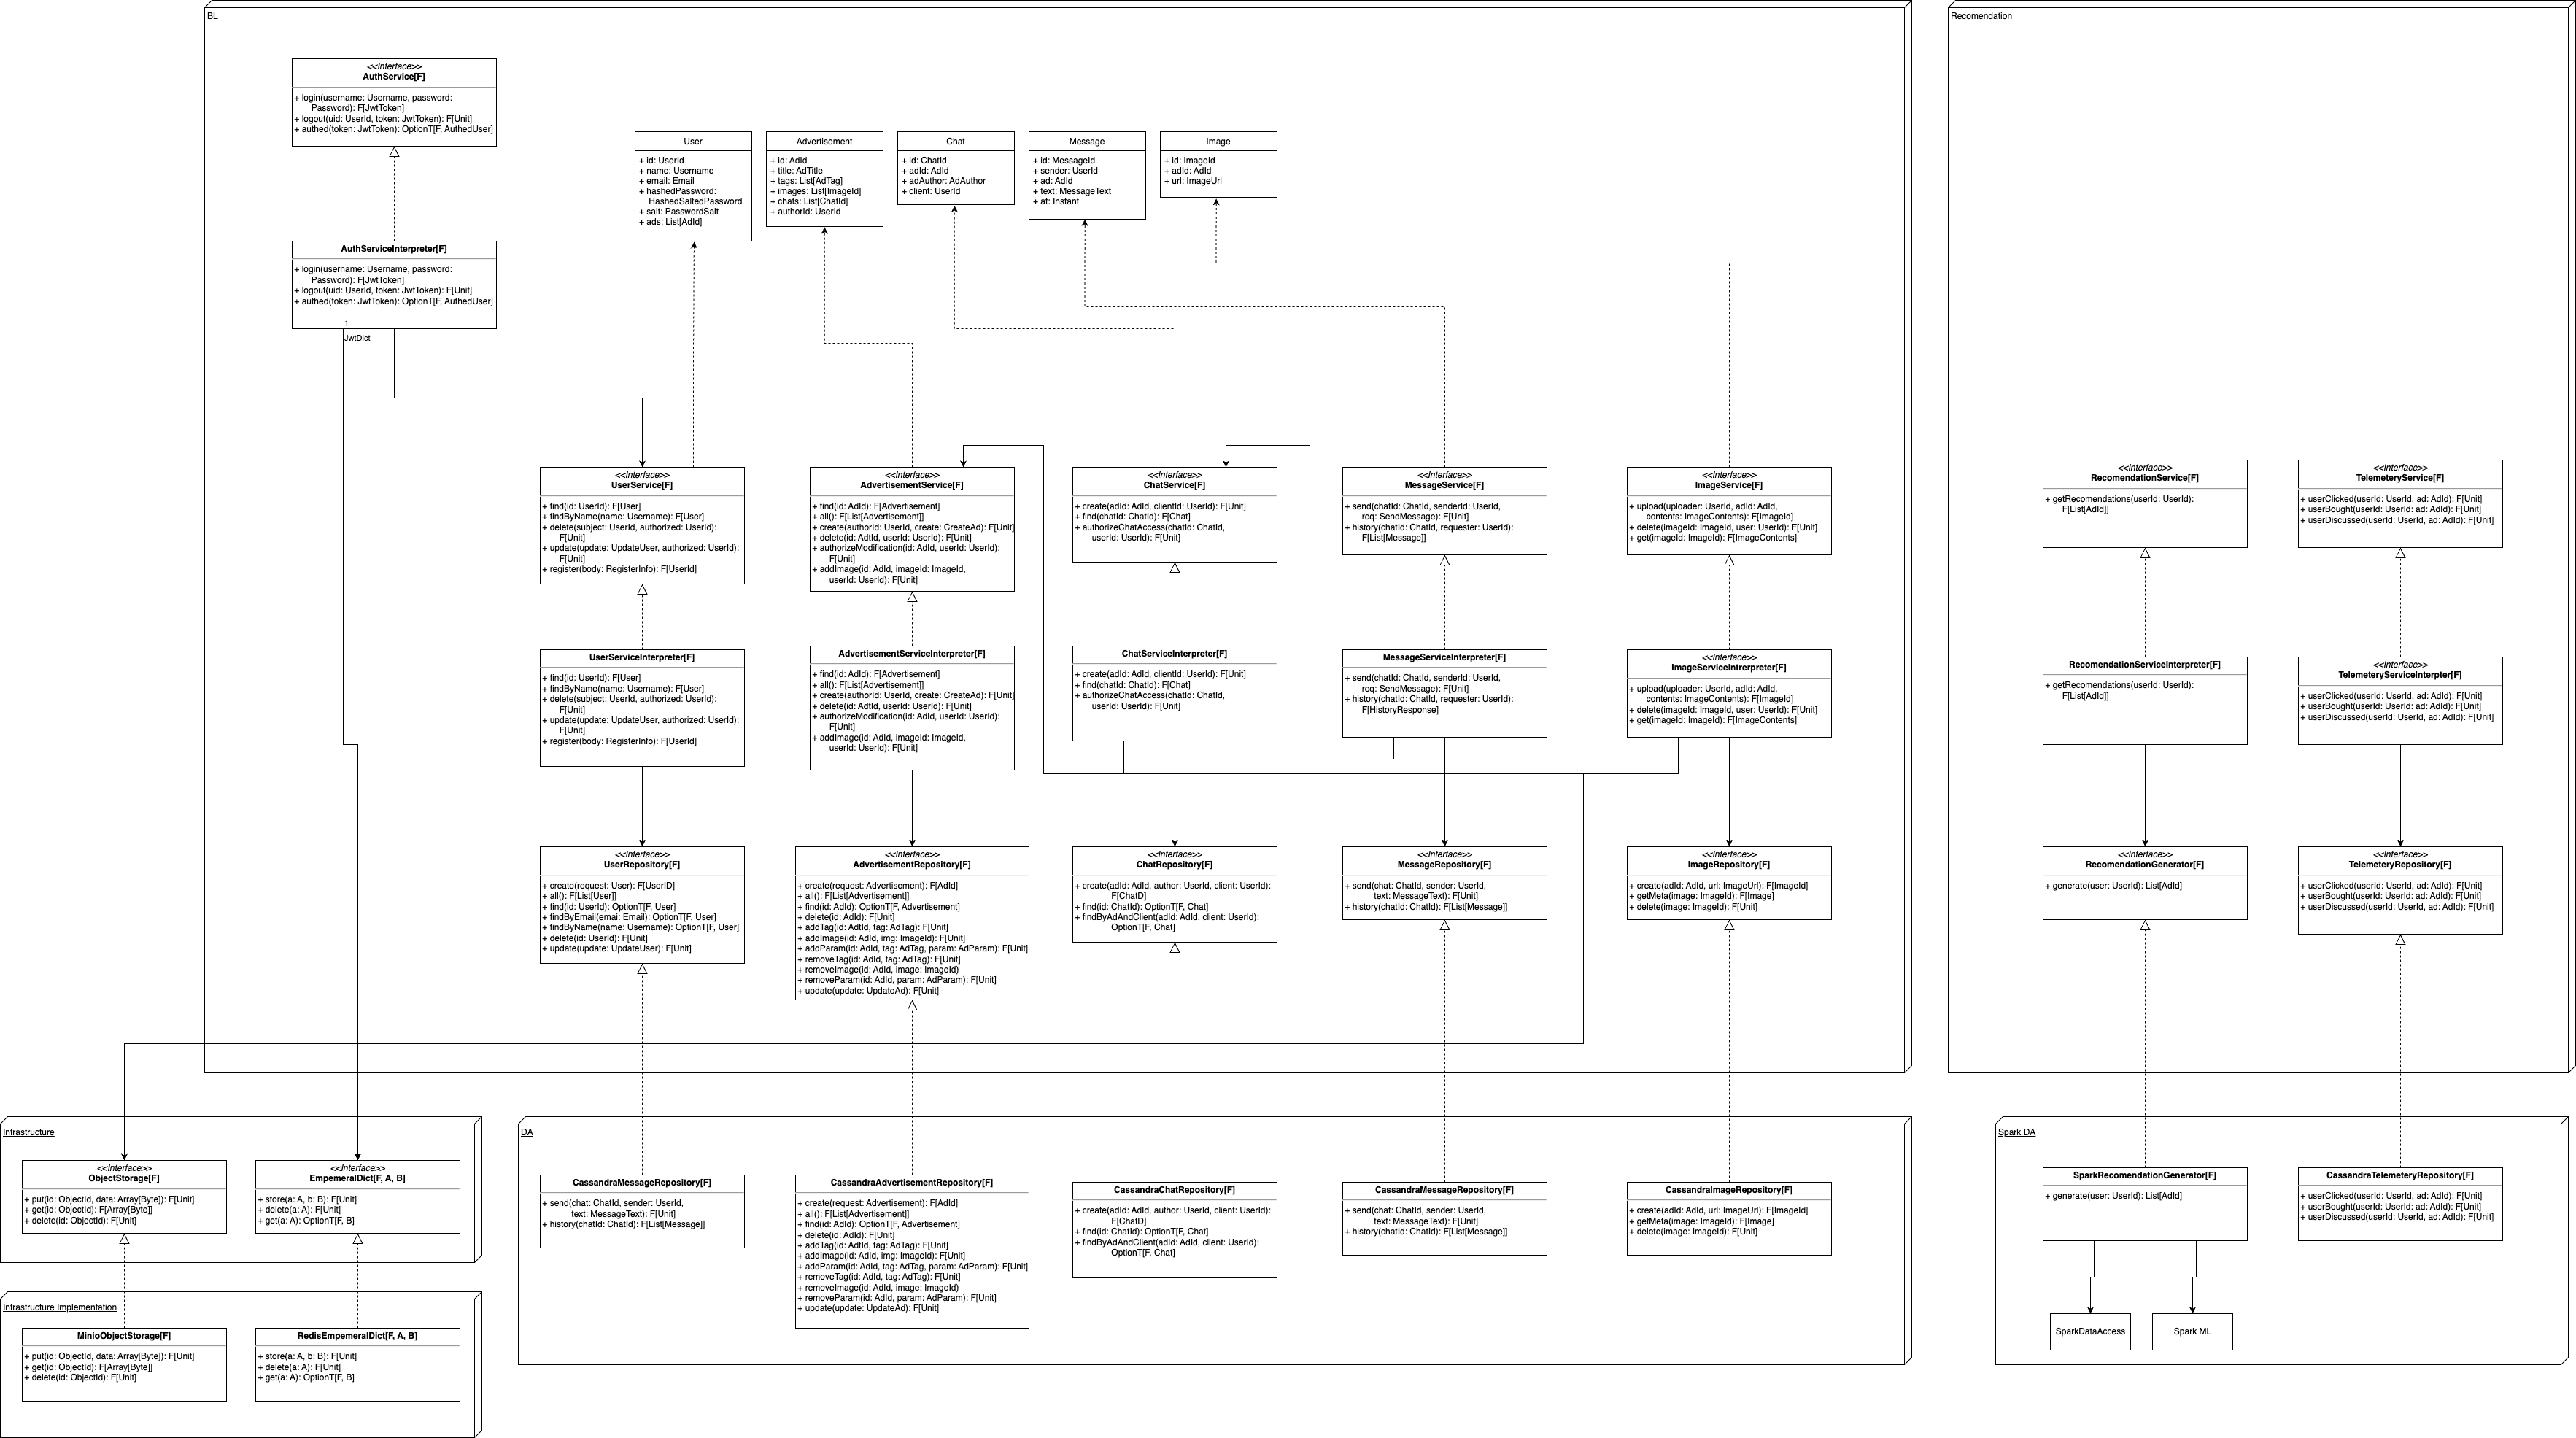 BL
<<Interface>>
AuthService[F]
+ login(username: Username, password:
Password): F[JwtToken]
+ logout(uid: UserId, token: JwtToken): F[Unit]
+ authed(token: JwtToken): OptionT[F, AuthedUser]
AuthServiceInterpreter[F]
+ login(username: Username, password:
Password): F[JwtToken]
+ logout(uid: UserId, token: JwtToken): F[Unit]
+ authed(token: JwtToken): OptionT[F, AuthedUser]
1
JwtDict
User
+ id: UserId
+ name: Username
+ email: Email
+ hashedPassword:
HashedSaltedPassword
+ salt: PasswordSalt
+ ads: List[AdId]
Advertisement
+ id: AdId
+ title: AdTitle
+ tags: List[AdTag]
+ images: List[ImageId]
+ chats: List[ChatId]
+ authorId: UserId
Chat
+ id: ChatId
+ adId: AdId
+ adAuthor: AdAuthor
+ client: UserId
Message
+ id: MessageId
+ sender: UserId
+ ad: AdId
+ text: MessageText
+ at: Instant
Image
+ id: ImageId
+ adId: AdId
+ url: ImageUrl
<<Interface>>
UserService[F]
+ find(id: UserId): F[User]
+ findByName(name: Username): F[User]
+ delete(subject: UserId, authorized: UserId):
F[Unit]
+ update(update: UpdateUser, authorized: UserId):
F[Unit]
+ register(body: RegisterInfo): F[UserId]
<<Interface>>
AdvertisementService[F]
+ find(id: AdId): F[Advertisement]
+ all(): F[List[Advertisement]]
+ create(authorId: UserId, create: CreateAd): F[Unit]
+ delete(id: AdtId, userId: UserId): F[Unit]
+ authorizeModification(id: AdId, userId: UserId):
F[Unit]
+ addImage(id: AdId, imageId: ImageId,
userId: UserId): F[Unit]
<<Interface>>
ChatService[F]
+ create(adId: AdId, clientId: UserId): F[Unit]
+ find(chatId: ChatId): F[Chat]
+ authorizeChatAccess(chatId: ChatId,
userId: UserId): F[Unit]
<<Interface>>
MessageService[F]
+ send(chatId: ChatId, senderId: UserId,
req: SendMessage): F[Unit]
+ history(chatId: ChatId, requester: UserId):
F[List[Message]]
<<Interface>>
ImageService[F]
+ upload(uploader: UserId, adId: AdId,
contents: ImageContents): F[ImageId]
+ delete(imageId: ImageId, user: UserId): F[Unit]
+ get(imageId: ImageId): F[ImageContents]
UserServiceInterpreter[F]
+ find(id: UserId): F[User]
+ findByName(name: Username): F[User]
+ delete(subject: UserId, authorized: UserId):
F[Unit]
+ update(update: UpdateUser, authorized: UserId):
F[Unit]
+ register(body: RegisterInfo): F[UserId]
AdvertisementServiceInterpreter[F]
+ find(id: AdId): F[Advertisement]
+ all(): F[List[Advertisement]]
+ create(authorId: UserId, create: CreateAd): F[Unit]
+ delete(id: AdtId, userId: UserId): F[Unit]
+ authorizeModification(id: AdId, userId: UserId):
F[Unit]
+ addImage(id: AdId, imageId: ImageId,
userId: UserId): F[Unit]
ChatServiceInterpreter[F]
+ create(adId: AdId, clientId: UserId): F[Unit]
+ find(chatId: ChatId): F[Chat]
+ authorizeChatAccess(chatId: ChatId,
userId: UserId): F[Unit]
MessageServiceInterpreter[F]
+ send(chatId: ChatId, senderId: UserId,
req: SendMessage): F[Unit]
+ history(chatId: ChatId, requester: UserId):
F[HistoryResponse]
<<Interface>>
ImageServiceIntrerpreter[F]
+ upload(uploader: UserId, adId: AdId,
contents: ImageContents): F[ImageId]
+ delete(imageId: ImageId, user: UserId): F[Unit]
+ get(imageId: ImageId): F[ImageContents]
<<Interface>>
UserRepository[F]
+ create(request: User): F[UserID]
+ all(): F[List[User]]
+ find(id: UserId): OptionT[F, User]
+ findByEmail(emai: Email): OptionT[F, User]
+ findByName(name: Username): OptionT[F, User]
+ delete(id: UserId): F[Unit]
+ update(update: UpdateUser): F[Unit]
<<Interface>>
AdvertisementRepository[F]
+ create(request: Advertisement): F[AdId]
+ all(): F[List[Advertisement]]
+ find(id: AdId): OptionT[F, Advertisement]
+ delete(id: AdId): F[Unit]
+ addTag(id: AdtId, tag: AdTag): F[Unit]
+ addImage(id: AdId, img: ImageId): F[Unit]
+ addParam(id: AdId, tag: AdTag, param: AdParam): F[Unit]
+ removeTag(id: AdId, tag: AdTag): F[Unit]
+ removeImage(id: AdId, image: ImageId)
+ removeParam(id: AdId, param: AdParam): F[Unit]
+ update(update: UpdateAd): F[Unit]
<<Interface>>
ChatRepository[F]
+ create(adId: AdId, author: UserId, client: UserId):
F[ChatD]
+ find(id: ChatId): OptionT[F, Chat]
+ findByAdAndClient(adId: AdId, client: UserId):
OptionT[F, Chat]
<<Interface>>
MessageRepository[F]
+ send(chat: ChatId, sender: UserId,
text: MessageText): F[Unit]
+ history(chatId: ChatId): F[List[Message]]
<<Interface>>
ImageRepository[F]
+ create(adId: AdId, url: ImageUrl): F[ImageId]
+ getMeta(image: ImageId): F[Image]
+ delete(image: ImageId): F[Unit]
Recomendation
<<Interface>>
RecomendationService[F]
+ getRecomendations(userId: UserId):
F[List[AdId]]
<<Interface>>
TelemeteryService[F]
+ userClicked(userId: UserId, ad: AdId): F[Unit]
+ userBought(userId: UserId: ad: AdId): F[Unit]
+ userDiscussed(userId: UserId, ad: AdId): F[Unit]
RecomendationServiceInterpreter[F]
+ getRecomendations(userId: UserId):
F[List[AdId]]
<<Interface>>
TelemeteryServiceInterpter[F]
+ userClicked(userId: UserId, ad: AdId): F[Unit]
+ userBought(userId: UserId: ad: AdId): F[Unit]
+ userDiscussed(userId: UserId, ad: AdId): F[Unit]
<<Interface>>
RecomendationGenerator[F]
+ generate(user: UserId): List[AdId]
<<Interface>>
TelemeteryRepository[F]
+ userClicked(userId: UserId, ad: AdId): F[Unit]
+ userBought(userId: UserId: ad: AdId): F[Unit]
+ userDiscussed(userId: UserId, ad: AdId): F[Unit]
Infrastructure
<<Interface>>
ObjectStorage[F]
+ put(id: ObjectId, data: Array[Byte]): F[Unit]
+ get(id: ObjectId): F[Array[Byte]]
+ delete(id: ObjectId): F[Unit]
<<Interface>>
EmpemeralDict[F, A, B]
+ store(a: A, b: B): F[Unit]
+ delete(a: A): F[Unit]
+ get(a: A): OptionT[F, B]
Infrastructure Implementation
MinioObjectStorage[F]
+ put(id: ObjectId, data: Array[Byte]): F[Unit]
+ get(id: ObjectId): F[Array[Byte]]
+ delete(id: ObjectId): F[Unit]
RedisEmpemeralDict[F, A, B]
+ store(a: A, b: B): F[Unit]
+ delete(a: A): F[Unit]
+ get(a: A): OptionT[F, B]
DA
CassandraMessageRepository[F]
+ send(chat: ChatId, sender: UserId,
text: MessageText): F[Unit]
+ history(chatId: ChatId): F[List[Message]]
CassandraAdvertisementRepository[F]
+ create(request: Advertisement): F[AdId]
+ all(): F[List[Advertisement]]
+ find(id: AdId): OptionT[F, Advertisement]
+ delete(id: AdId): F[Unit]
+ addTag(id: AdtId, tag: AdTag): F[Unit]
+ addImage(id: AdId, img: ImageId): F[Unit]
+ addParam(id: AdId, tag: AdTag, param: AdParam): F[Unit]
+ removeTag(id: AdId, tag: AdTag): F[Unit]
+ removeImage(id: AdId, image: ImageId)
+ removeParam(id: AdId, param: AdParam): F[Unit]
+ update(update: UpdateAd): F[Unit]
CassandraChatRepository[F]
+ create(adId: AdId, author: UserId, client: UserId):
F[ChatD]
+ find(id: ChatId): OptionT[F, Chat]
+ findByAdAndClient(adId: AdId, client: UserId):
OptionT[F, Chat]
CassandraMessageRepository[F]
+ send(chat: ChatId, sender: UserId,
text: MessageText): F[Unit]
+ history(chatId: ChatId): F[List[Message]]
CassandraImageRepository[F]
+ create(adId: AdId, url: ImageUrl): F[ImageId]
+ getMeta(image: ImageId): F[Image]
+ delete(image: ImageId): F[Unit]
Spark DA
SparkRecomendationGenerator[F]
+ generate(user: UserId): List[AdId]
CassandraTelemeteryRepository[F]
+ userClicked(userId: UserId, ad: AdId): F[Unit]
+ userBought(userId: UserId: ad: AdId): F[Unit]
+ userDiscussed(userId: UserId, ad: AdId): F[Unit]
SparkDataAccess
Spark ML